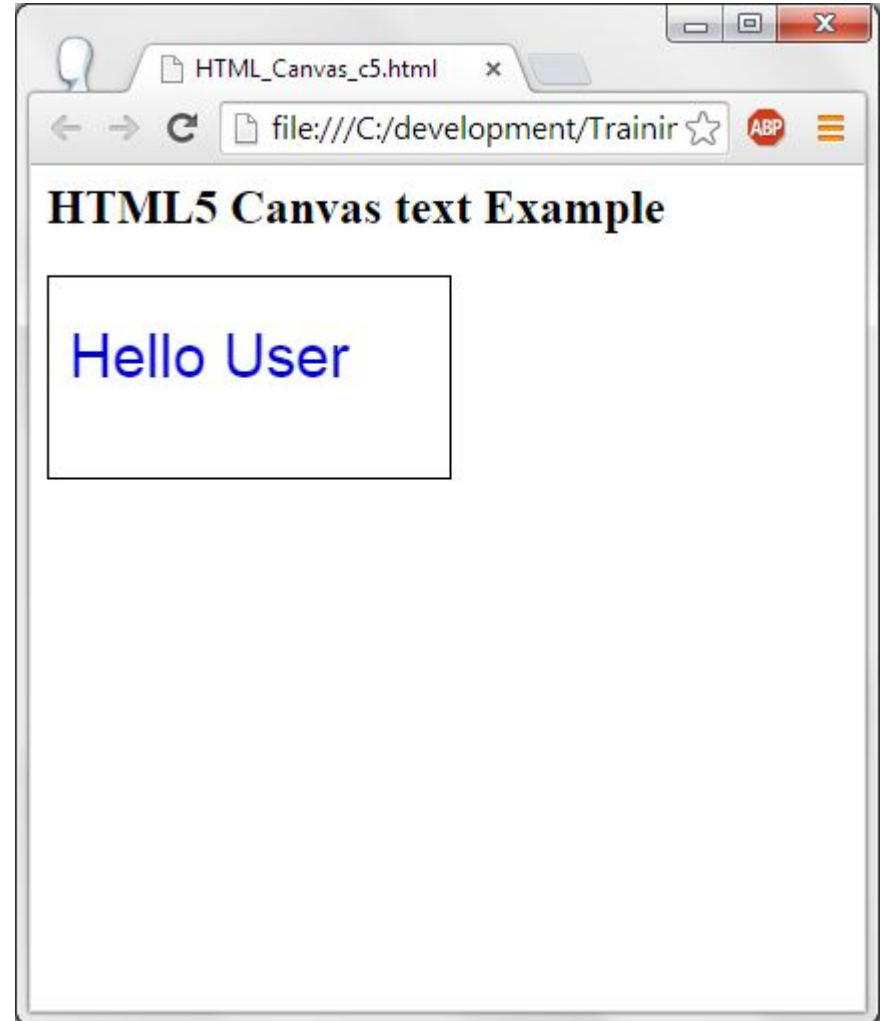 HTML_Canvas_c5.html
file:///C:/development/Trainir
ABP
HTML5 Canvas text Example
Hello User